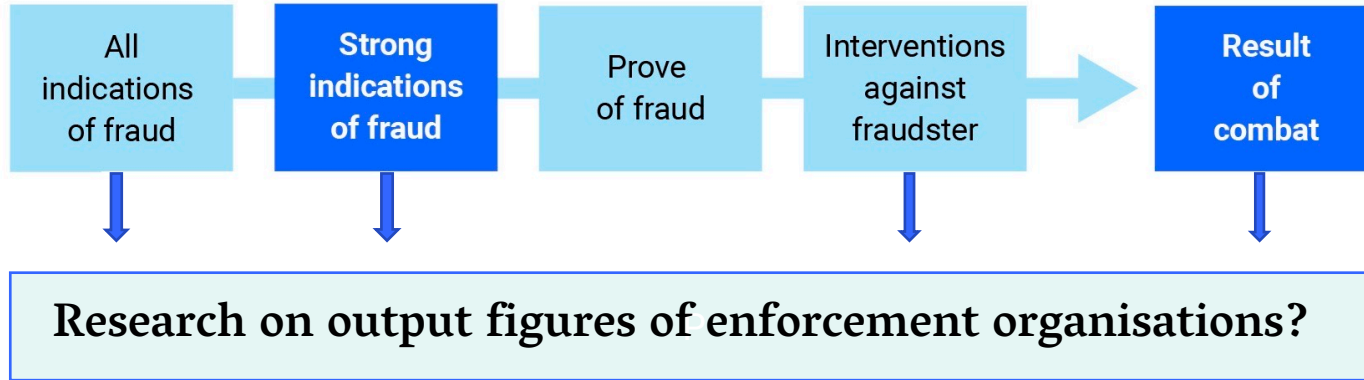 All
indications
of fraud
Strong
indications
of fraud
Prove
of fraud
Interventions
against
fraudster
Result
of
combat
Research on output figures of enforcement organisations?